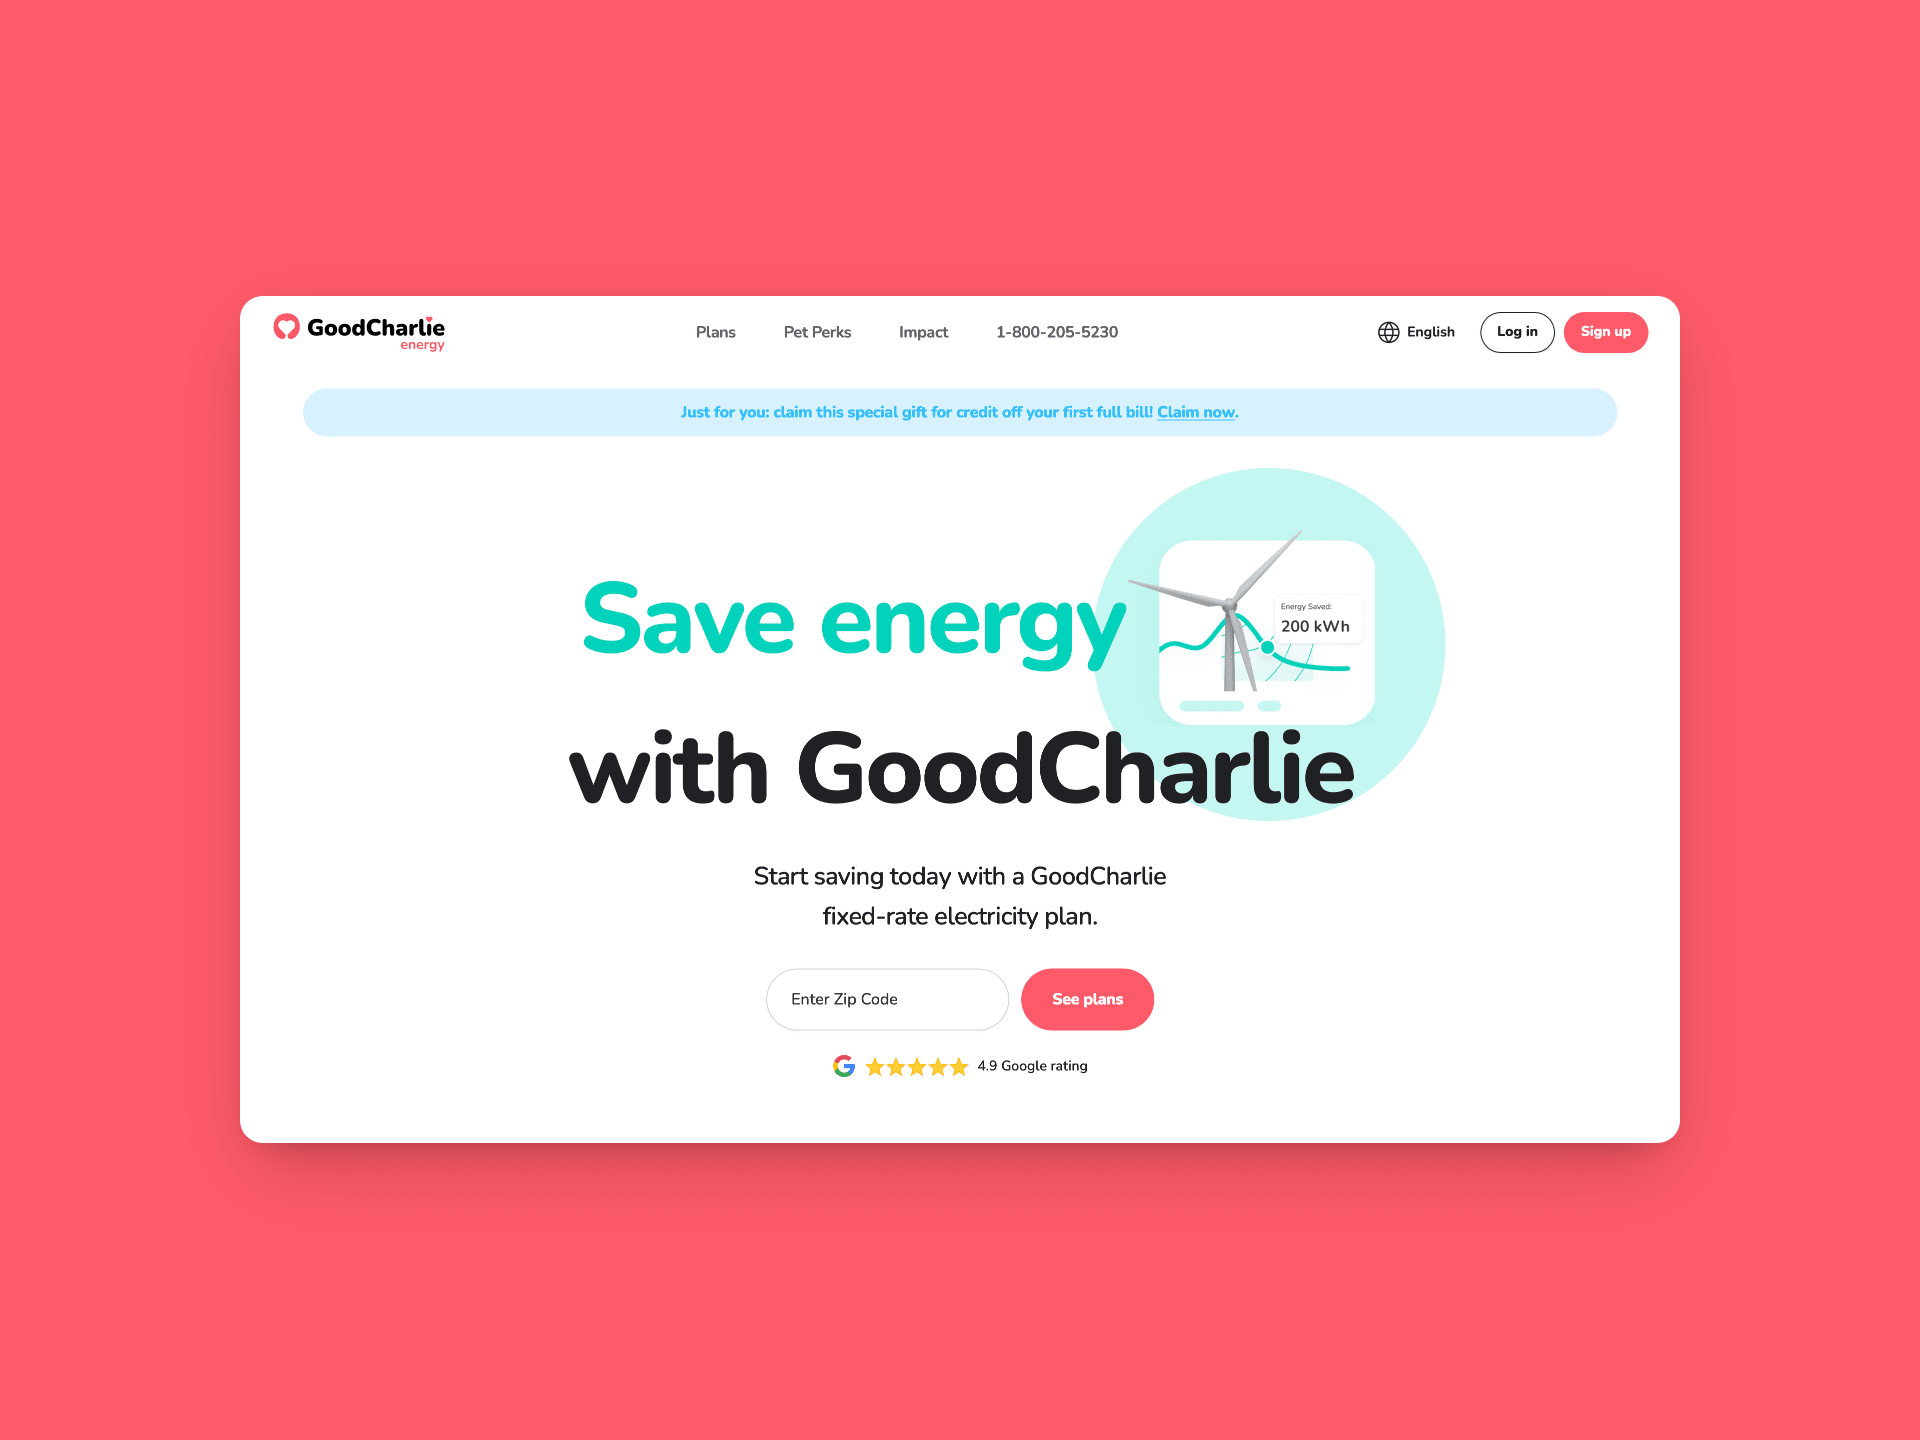 GoodCharlie
energy
Plans
Pet Perks
Impact
1-800-205-5230
English
Log in
Sign up
Just for you: claim this special gift for credit off your first full bill! Claim now.
Save energy
Energy Saved:
200 kWh
with GoodCharlie
Start saving today with a GoodCharlie
fixed-rate electricity plan.
Enter Zip Code
See plans
4.9 Google rating